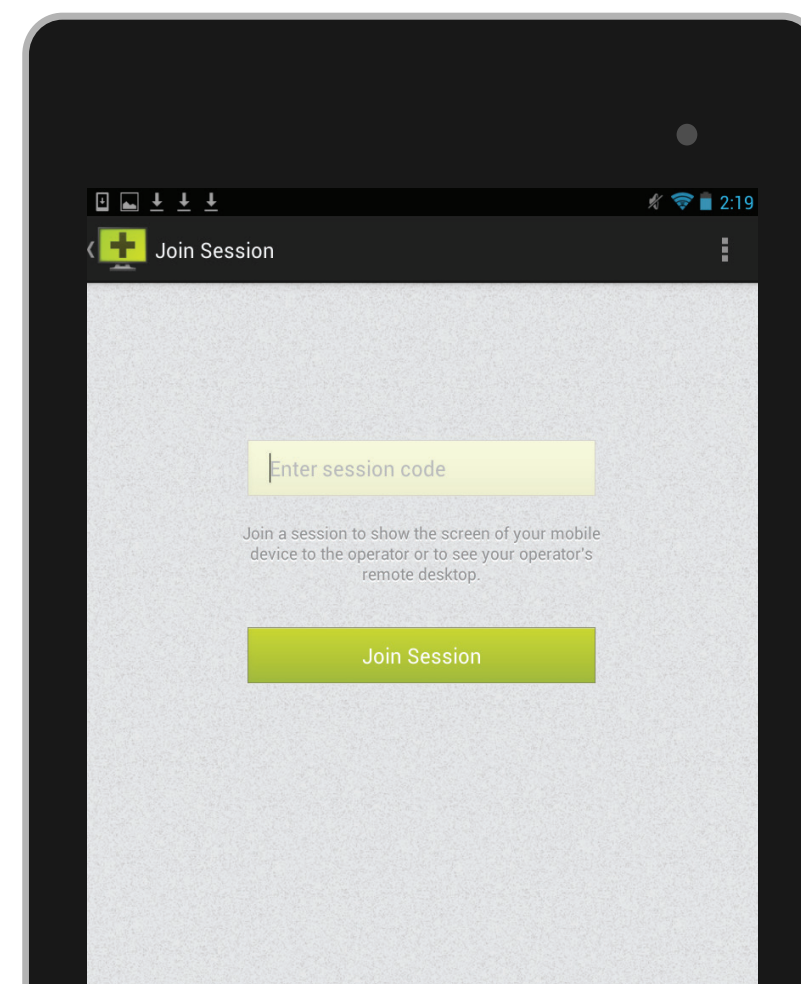 2:19
Join Session
Enter session code
Join a session to show the screen of your mobile
device to the operator or to see your operator's
remote desktop.
Join Session